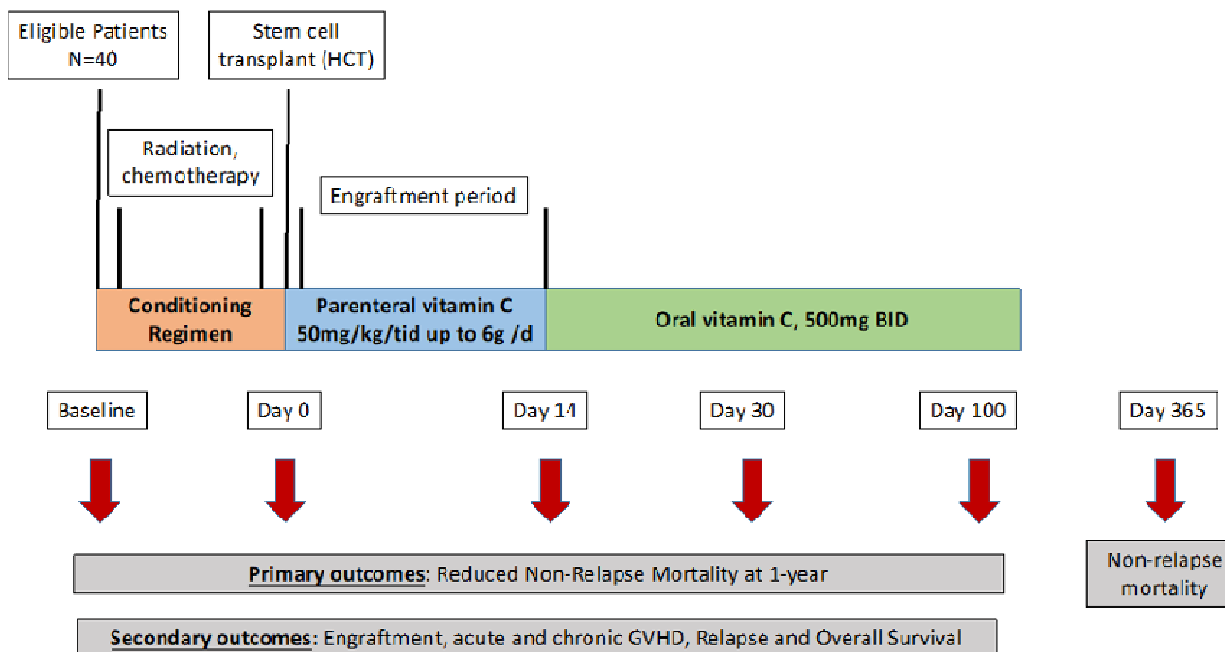 Eligible Patients
N=40
Stem cell
transplant (HCT)
Radiation,
chemotherapy
Engraftment period
Conditioning
Regimen
Parenteral vitamin C
50mg/kg/tid up to 6g /d
Oral vitamin C, 500mg BID
Baseline
Day 0
Day 14
Day 30
Day 100
Day 365
Primary outcomes: Reduced Non-Relapse Mortality at 1-year
Non-relapse
mortality
Secondary outcomes: Engraftment, acute and chronic GVHD, Relapse and Overall Survival